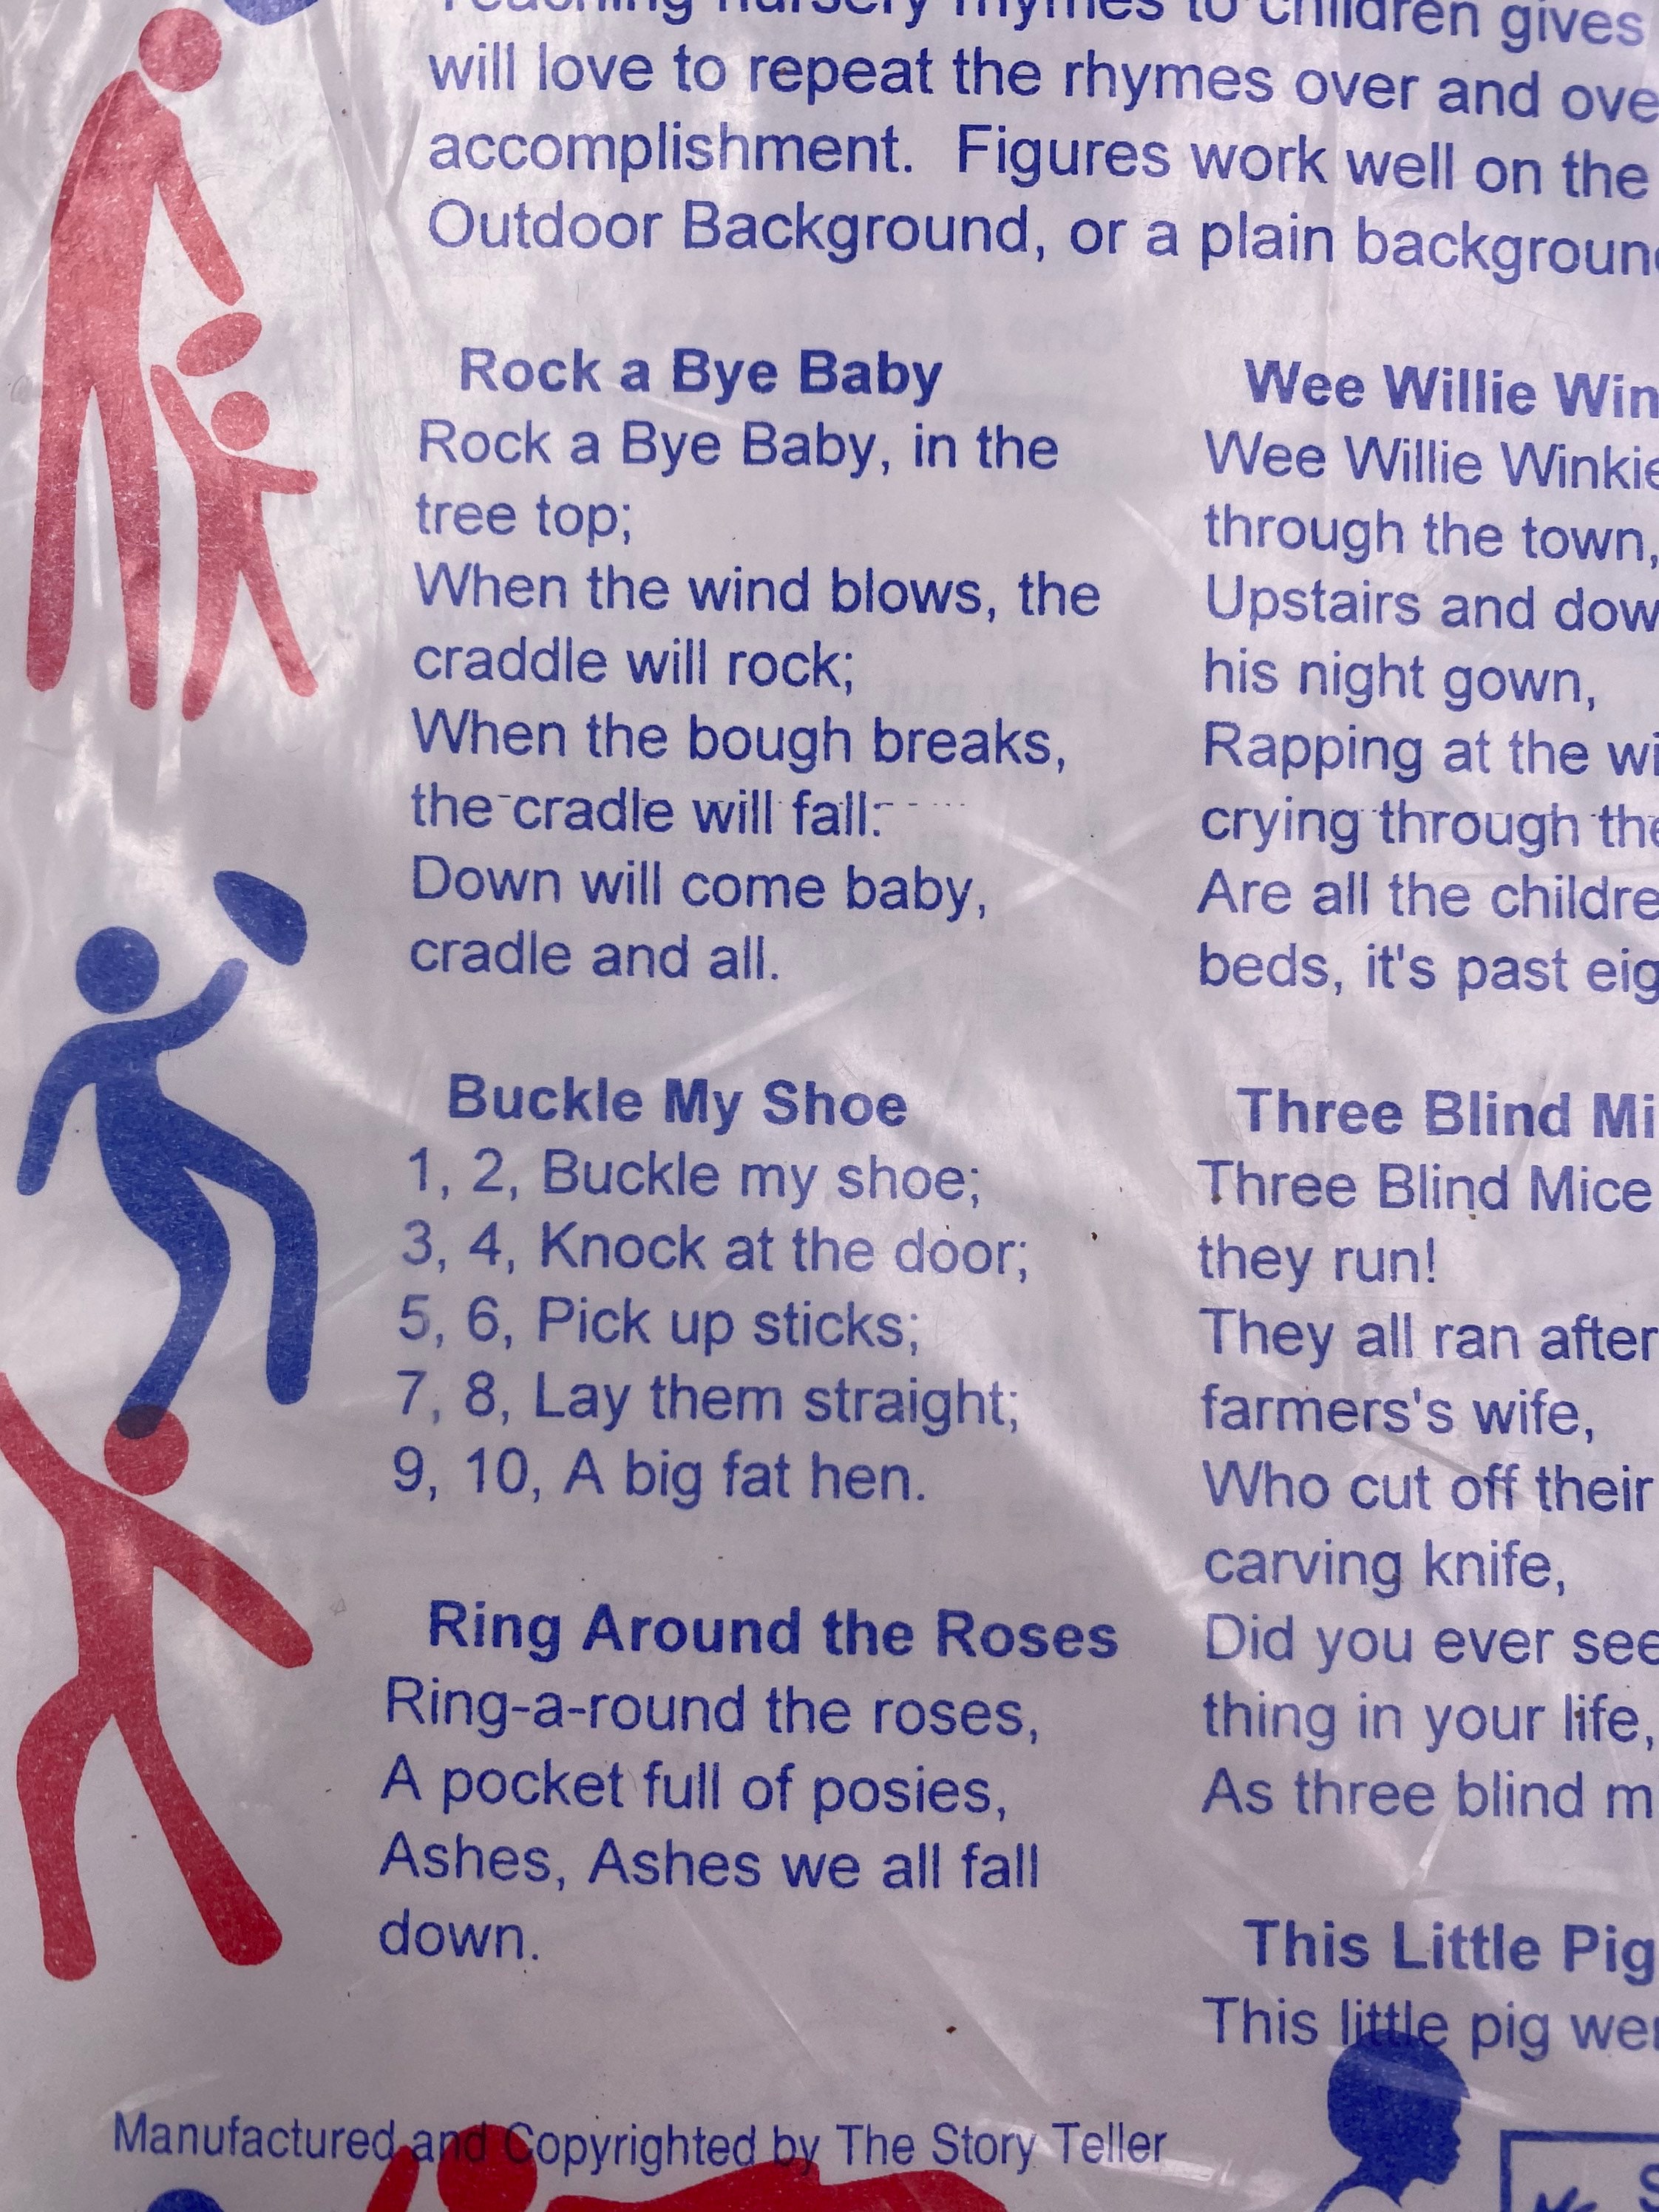 Teaching nursery rhymes to children gives
will love to repeat the rhymes over and ove
accomplishment. Figures work well on the
Outdoor Background, or a plain backgroun
Rock a Bye Baby
Rock a Bye Baby, in the
tree top;
When the wind blows, the
craddle will rock;
When the bough breaks,
the cradle will fall:
Down will come baby,
cradle and all.
Buckle My Shoe
1, 2, Buckle my shoe;
3, 4, Knock at the door;
5, 6, Pick up sticks;
7, 8, Lay them straight;
9, 10, A big fat hen.
Ring Around the Roses
Ring-a-round the roses,
A pocket full of posies,
Ashes, Ashes we all fall
down.
Wee Willie Win
Wee Willie Winkie
through the town,
Upstairs and dow
his night gown,
Rapping at the wi
crying through the
Are all the childre
beds, it's past eig
Three Blind Mi
Three Blind Mice
they run!
They all ran after
farmers's wife,
Who cut off their
carving knife,
Did you ever see
thing in your life,
As three blind m
This Little Pig
This little pig wer
Manufactured and Copyrighted by The Story Teller